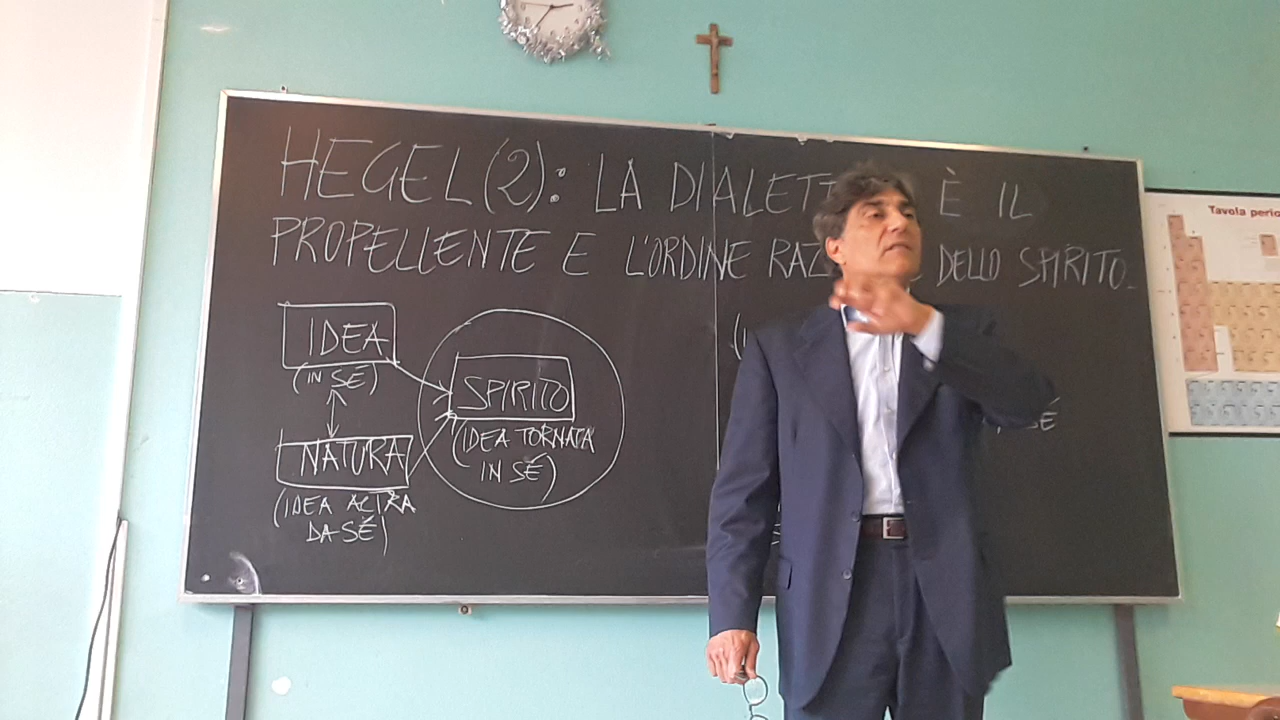 HEGEL (2): LA DIALETT È IL
PROPELLENTE E L'ORDINE RAZ DELLO SPIRITO.
IDEA
(IN SÉ)
NATURA
(IDEA ALTRA
DA SÉ)
SPIRITO
(IDEA TORNATA
IN SÉ)
SÉ
Tavola perio